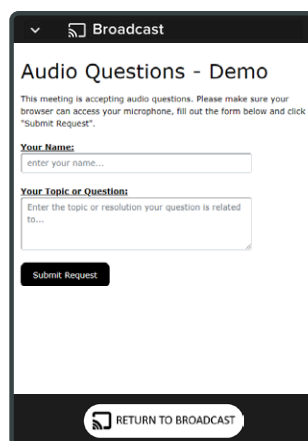 Broadcast
Audio Questions - Demo
This meeting is accepting audio questions. Please make sure your
browser can access your microphone, fill out the form below and click
"Submit Request".
Your Name:
enter your name...
Your Topic or Question:
Enter the topic or resolution your question is related
to...
Submit Request
RETURN TO BROADCAST